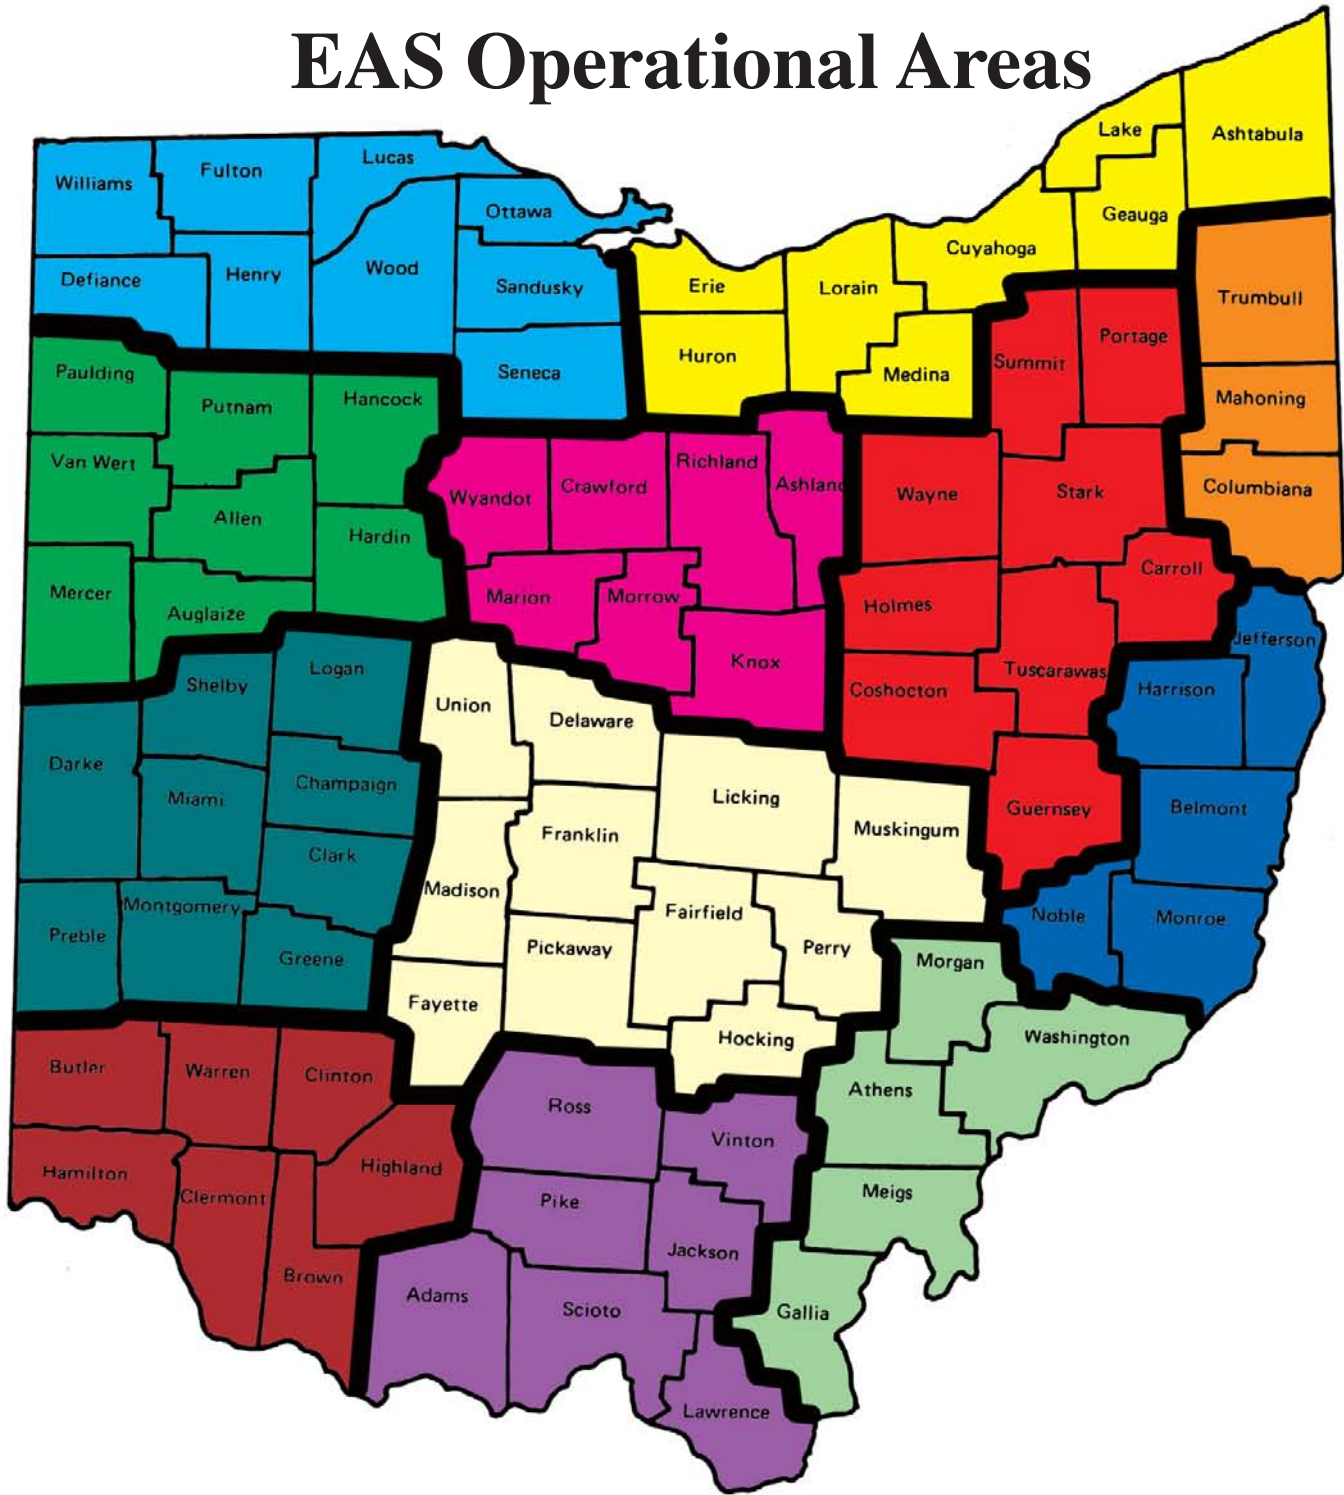 EAS Operational Areas
Lake
Ashtabula
Lucas
Fulton
Williams
Ottawa
Geauga
Cuyahoga
Wood
Henry
Defiance
Sandusky
Erie
Lorain
Trumbull
Portage
Huron
Summit
Seneca
Medina
Paulding
Putnam
Hancock
Mahoning
Van Wert
Richland
Crawford
Ashland
Wyandot
Wayne
Stark
Columbiana
Allen
Hardin
Carroll
Mercer
Marion
Morrow
Holmes
Auglaize
Jefferson
Knox
Logan
Tuscarawas
Shelby
Coshocton
Harrison
Union
Delaware
Darke
Champaign
Miami
Licking
Guernsey
Belmont
Franklin
Muskingum
Clark
Madison
Montgomery
Fairfield
Noble
Monroe
Preble
Pickaway
Perry
Greene
Morgan
Fayette
Hocking
Washington
Butler
Warren
Clinton
Athens
Ross
Vinton
Hamilton
Highland
Clermont
Pike
Meigs
Jackson
Brown
Adams
Scioto
Gallia
Lawrence